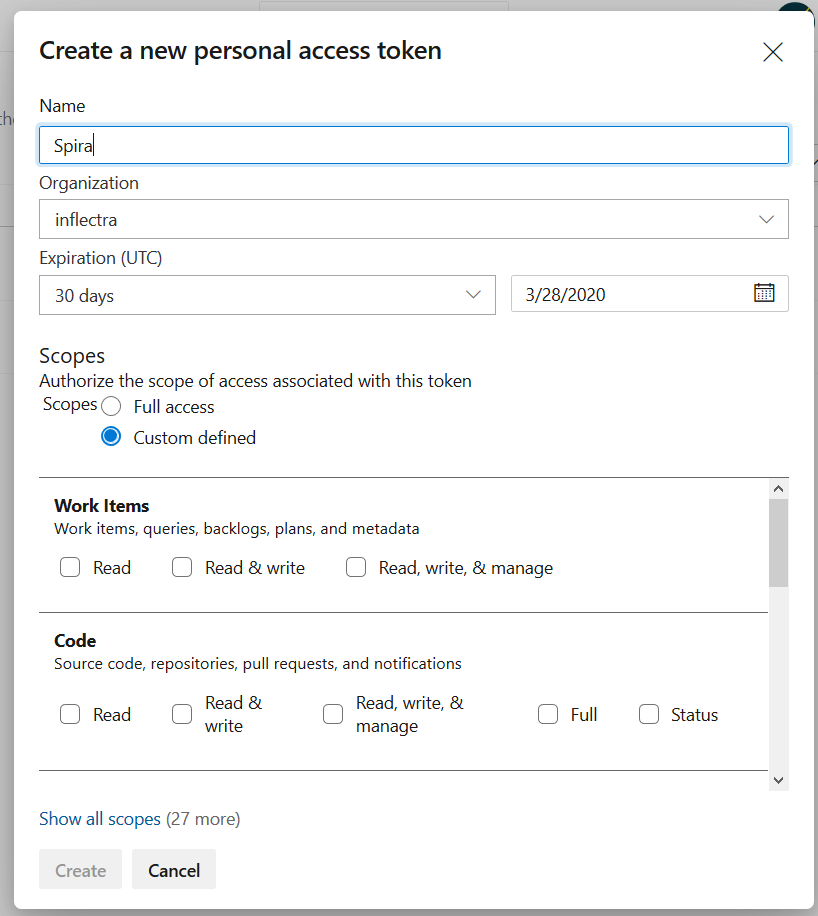 Create a new personal access token
Name
Spira
Organization
inflectra
Expiration (UTC)
30 days
3/28/2020
Scopes
Authorize the scope of access associated with this token
Scopes
Full access
Custom defined
Work Items
Work items, queries, backlogs, plans, and metadata
Read
Read & write
Read, write, & manage
Code
Source code, repositories, pull requests, and notifications
Read
Read &
write
Read, write, &
manage
Full
Status
Show all scopes (27 more)
Create
Cancel